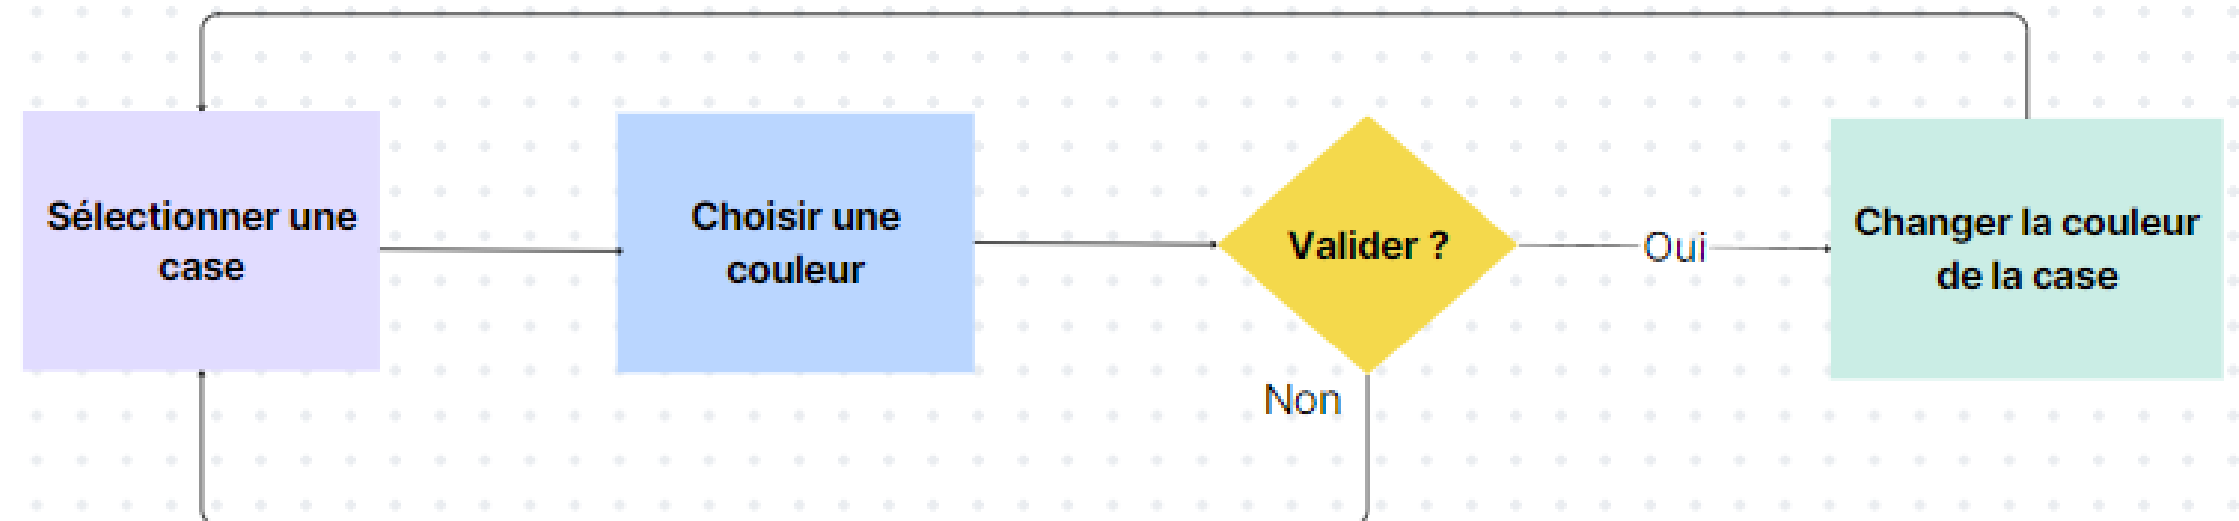 Sélectionner une
case
Choisir une
couleur
Valider ?
Oui
Changer la couleur
de la case
Non